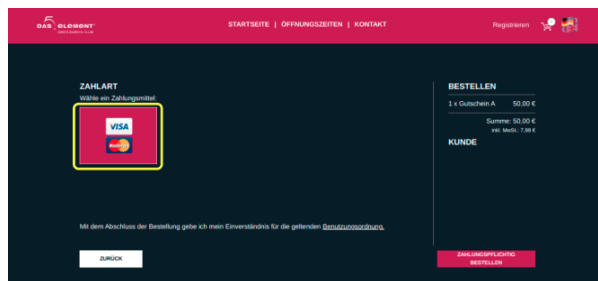 DAS 5. ELEMENT
STARTSEITE | ÖFFNUNGSZEITEN | KONTAKT
Registrieren
ZAHLART
Wähle ein Zahlungsmittel:
VISA
MasterCard
BESTELLEN
1 x Gutschein A 50,00 €
Summe: 50,00 €
inkl. MwSt.: 7,98 €
KUNDE
Mit dem Abschluss der Bestellung gebe ich mein Einverständnis für die geltenden Benutzungsordnung.
ZURÜCK
ZAHLUNGSPFLICHTIG
BESTELLEN